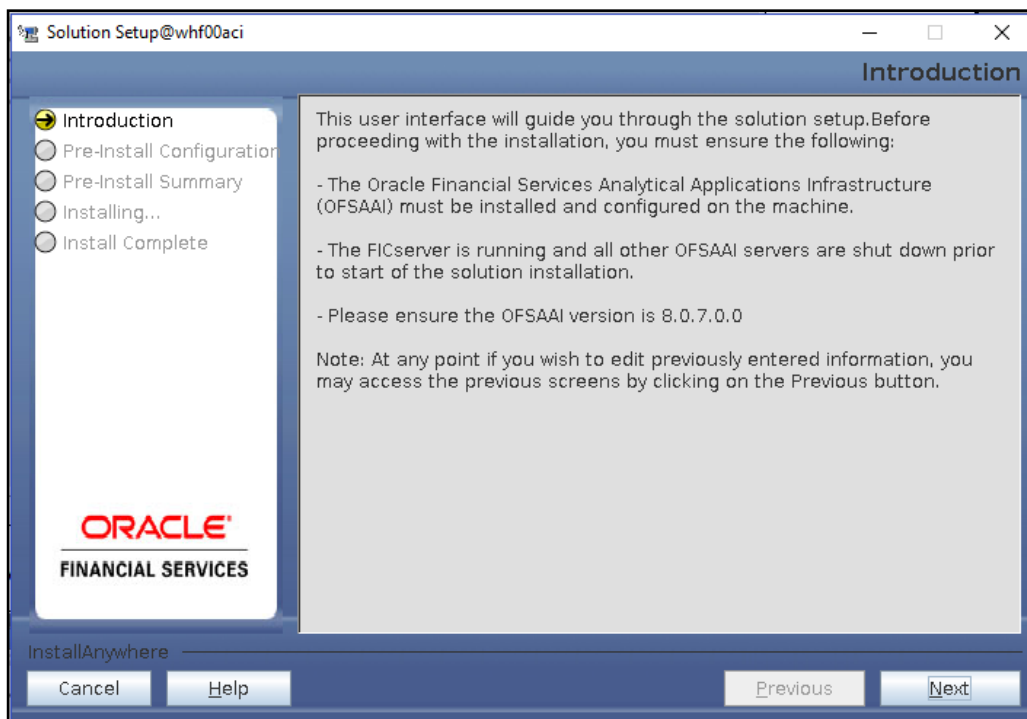 Solution Setup@whf00aci
Introduction
Introduction
Pre-Install Configuration
Pre-Install Summary
Installing...
Install Complete
ORACLE'
FINANCIAL SERVICES
This user interface will guide you through the solution setup.Before
proceeding with the installation, you must ensure the following:
- The Oracle Financial Services Analytical Applications Infrastructure
(OFSAAI) must be installed and configured on the machine.
- The FICserver is running and all other OFSAAI servers are shut down prior
to start of the solution installation.
- Please ensure the OFSAAI version is 8.0.7.0.0
Note: At any point if you wish to edit previously entered information, you
may access the previous screens by clicking on the Previous button.
InstallAnywhere
Cancel
Help
Previous
Next